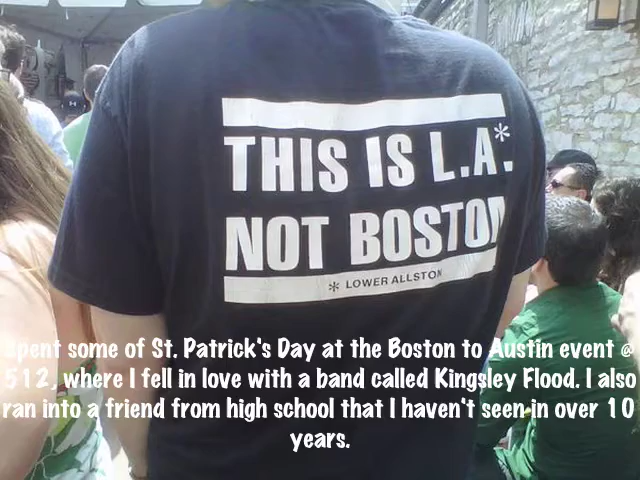 THIS IS L.A*.
NOT BOSTON
* LOWER ALLSTON
Spent some of St. Patrick's Day at the Boston to Austin event @
512, where I fell in love with a band called Kingsley Flood. I also
ran into a friend from high school that I haven't seen in over 10
years.